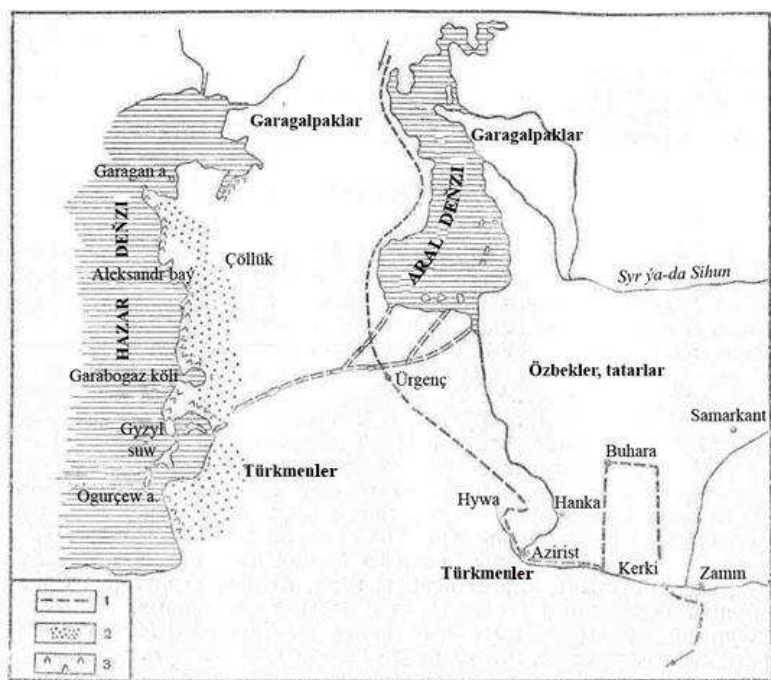 Garagalpaklar
Garagalpaklar
Garagan a.
HAZAR DEŇZI
ARAL DEŇZI
Çöllük
Aleksandr baý
Syr ýa-da Sihun
Garabogaz köli
Ürgenç
Özbekler, tatarlar
Samarkant
Gyzyl
suw
Buhara
Türkmenler
Ogurçew a.
Hywa
Hanka
Azirist
Türkmenler
Kerki
Zamm
1
2
3